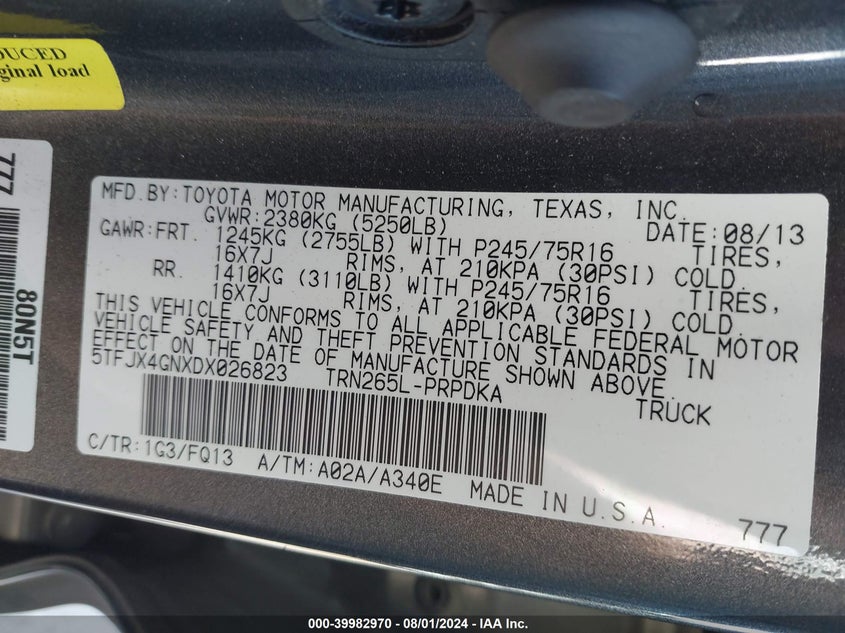 DUCED
ginal load
777
80N5T
MFD.BY:TOYOTA MOTOR MANUFACTURING, TEXAS, INC.
GVWR:2380KG (5250LB) DATE:08/13
GAWR:FRT. 1245KG (2755LB) WITH P245/75R16 TIRES,
16X7J RIMS, AT 210KPA (30PSI) COLD.
RR. 1410KG (3110LB) WITH P245/75R16 TIRES,
16X7J RIMS, AT 210KPA (30PSI) COLD.
THIS VEHICLE CONFORMS TO ALL APPLICABLE FEDERAL MOTOR
VEHICLE SAFETY AND THEFT PREVENTION STANDARDS IN
EFFECT ON THE DATE OF MANUFACTURE SHOWN ABOVE.
5TFJX4GNXDX026823 TRN265L-PRPDKA TRUCK
C/TR:1G3/FQ13 A/TM:A02A/A340E MADE IN U.S.A.
777
000-39982970 - 08/01/2024 - IAA Inc.